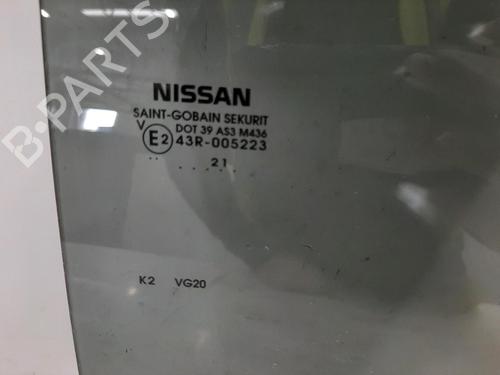 B-PARTS
NISSAN
SAINT-GOBAIN SEKURIT
V DOT 39 AS3 M436
E2 43R-005223
.. ... 21 ....
K2 VG20